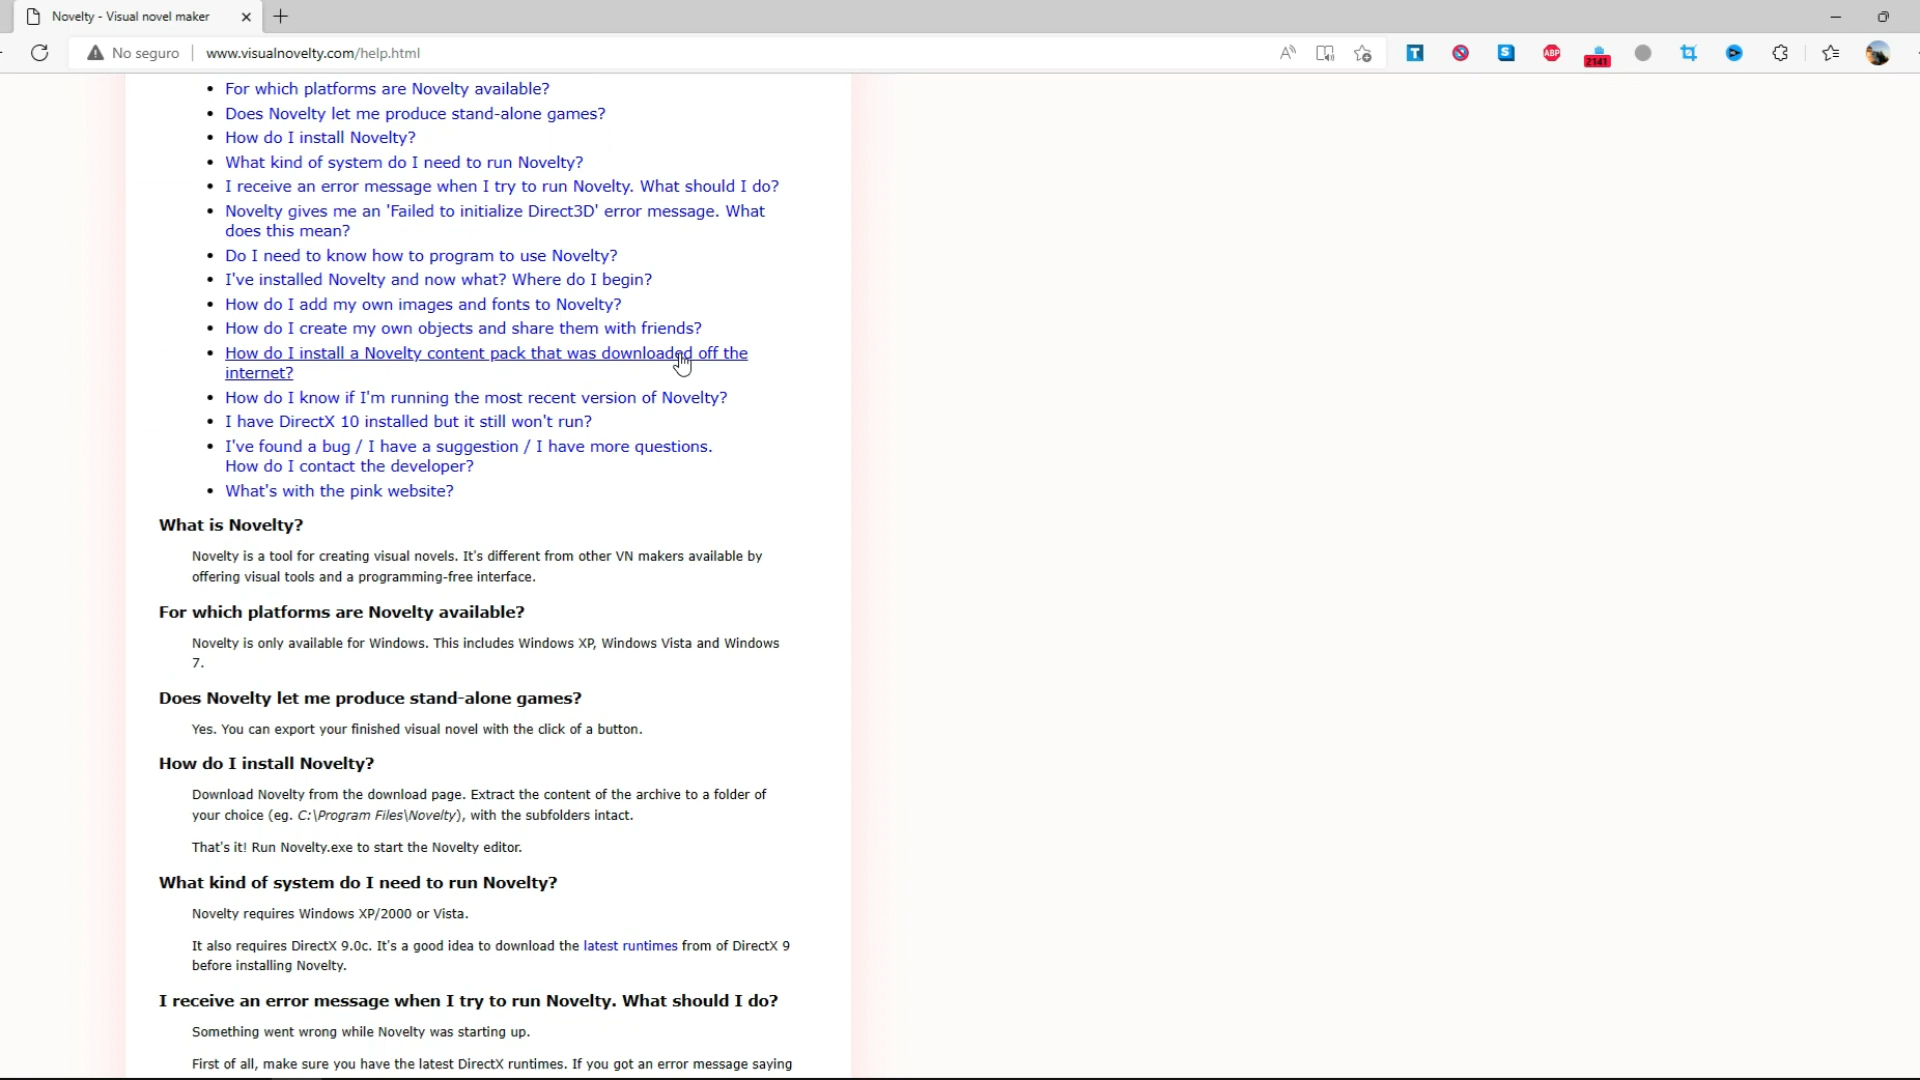 Novelty - Visual novel maker
No seguro
www.visualnovelty.com/help.html
T
S
ABP
2141
• For which platforms are Novelty available?
• Does Novelty let me produce stand-alone games?
• How do I install Novelty?
• What kind of system do I need to run Novelty?
• I receive an error message when I try to run Novelty. What should I do?
• Novelty gives me an 'Failed to initialize Direct3D' error message. What
does this mean?
• Do I need to know how to program to use Novelty?
• I've installed Novelty and now what? Where do I begin?
• How do I add my own images and fonts to Novelty?
• How do I create my own objects and share them with friends?
• How do I install a Novelty content pack that was downloaded off the
internet?
• How do I know if I'm running the most recent version of Novelty?
• I have DirectX 10 installed but it still won't run?
• I've found a bug / I have a suggestion / I have more questions.
How do I contact the developer?
• What's with the pink website?
What is Novelty?
Novelty is a tool for creating visual novels. It's different from other VN makers available by
offering visual tools and a programming-free interface.
For which platforms are Novelty available?
Novelty is only available for Windows. This includes Windows XP, Windows Vista and Windows
7.
Does Novelty let me produce stand-alone games?
Yes. You can export your finished visual novel with the click of a button.
How do I install Novelty?
Download Novelty from the download page. Extract the content of the archive to a folder of
your choice (eg. C:\Program Files\Novelty), with the subfolders intact.
That's it! Run Novelty.exe to start the Novelty editor.
What kind of system do I need to run Novelty?
Novelty requires Windows XP/2000 or Vista.
It also requires DirectX 9.0c. It's a good idea to download the latest runtimes from of DirectX 9
before installing Novelty.
I receive an error message when I try to run Novelty. What should I do?
Something went wrong while Novelty was starting up.
First of all, make sure you have the latest DirectX runtimes. If you got an error message saying